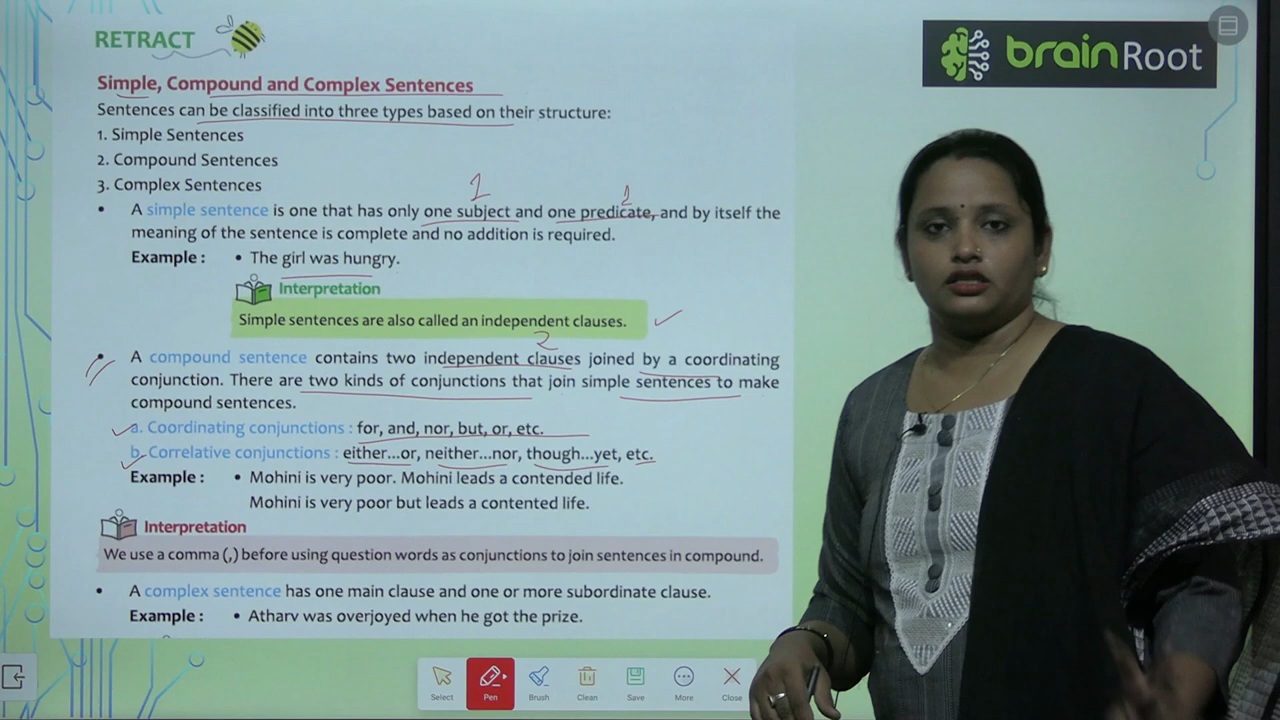 RETRACT
brainRoot
Simple, Compound and Complex Sentences
Sentences can be classified into three types based on their structure:
1. Simple Sentences
2. Compound Sentences
3. Complex Sentences
1 1
• A simple sentence is one that has only one subject and one predicate, and by itself the
meaning of the sentence is complete and no addition is required.
Example : • The girl was hungry.
Interpretation
Simple sentences are also called an independent clauses.
2
• A compound sentence contains two independent clauses joined by a coordinating
conjunction. There are two kinds of conjunctions that join simple sentences to make
compound sentences.
a. Coordinating conjunctions : for, and, nor, but, or, etc.
b. Correlative conjunctions : either...or, neither...nor, though...yet, etc.
Example : • Mohini is very poor. Mohini leads a contended life.
Mohini is very poor but leads a contented life.
Interpretation
We use a comma (,) before using question words as conjunctions to join sentences in compound.
• A complex sentence has one main clause and one or more subordinate clause.
Example : • Atharv was overjoyed when he got the prize.
Select Pen Brush Clean Save More Close